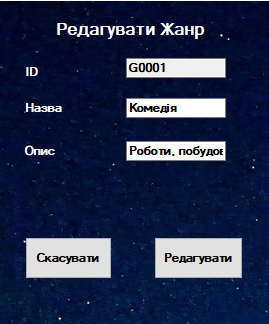 Редагувати Жанр
ID G0001
Назва Комедія
Опис Роботи, побудов
Скасувати Редагувати